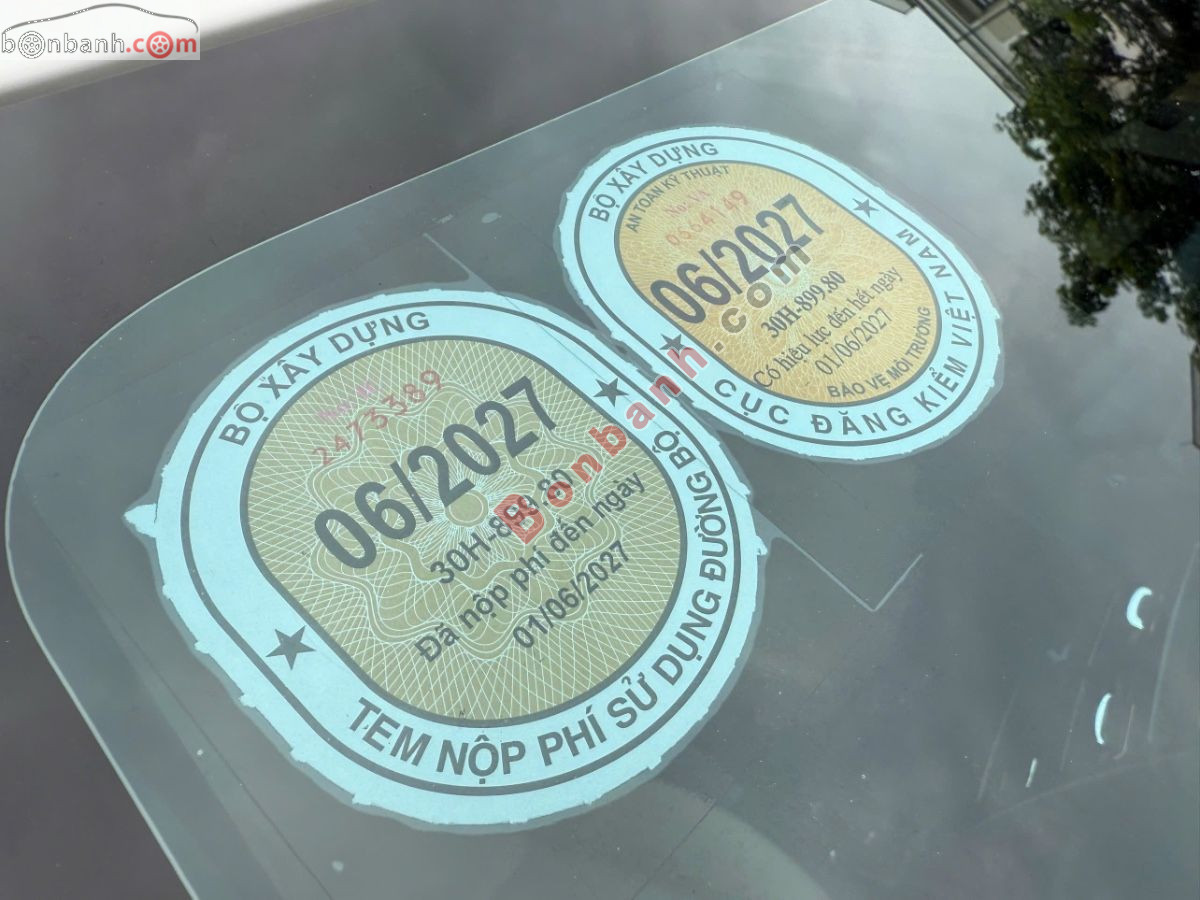 bonbanh.com
BỘ XÂY DỰNG
AN TOÀN KỸ THUẬT
0564149
06/2027
30H-899.80
Có hiệu lực đến hết ngày
01/06/2027
BẢO VỆ MÔI TRƯỜNG
CỤC ĐĂNG KIỂM VIỆT NAM
BỘ XÂY DỰNG
2473389
06/2027
30H-899.80
Đã nộp phí đến ngày
01/06/2027
TEM NỘP PHÍ SỬ DỤNG ĐƯỜNG BỘ
Bonbanh.com